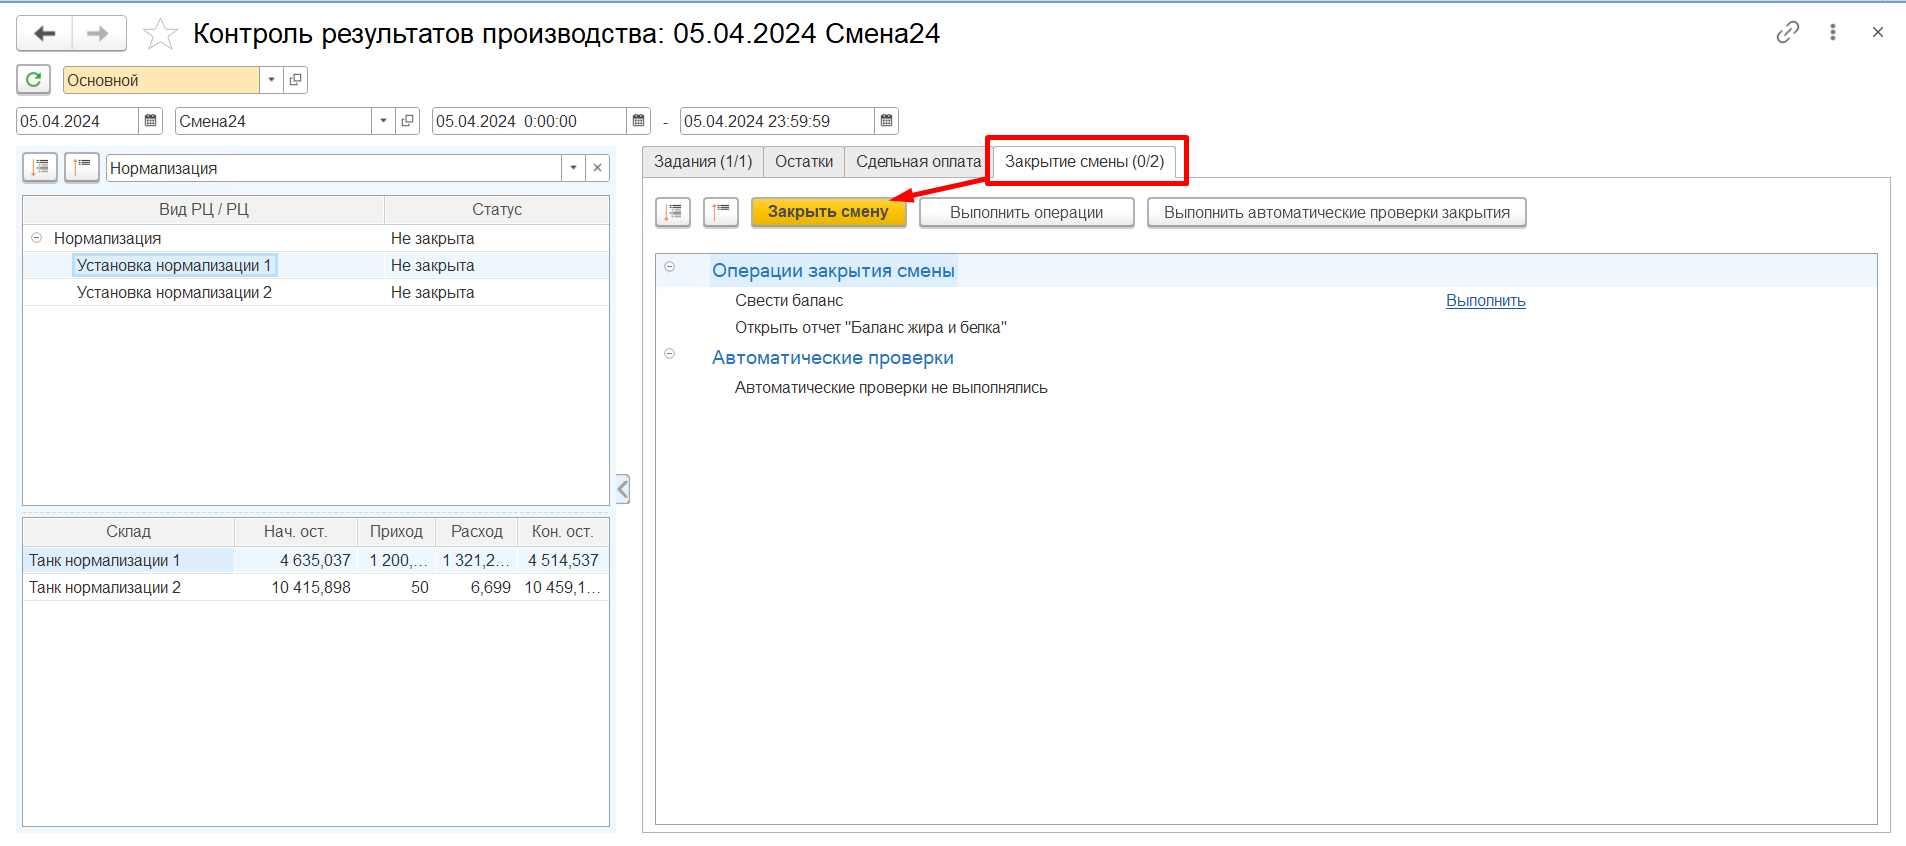 Контроль результатов производства: 05.04.2024 Смена24
Основной
05.04.2024 Смена24 05.04.2024 0:00:00 - 05.04.2024 23:59:59
Нормализация
Вид РЦ / РЦ Статус
Нормализация Не закрыта
Установка нормализации 1 Не закрыта
Установка нормализации 2 Не закрыта
Склад Нач. ост. Приход Расход Кон. ост.
Танк нормализации 1 4 635,037 1 200,... 1 321,2... 4 514,537
Танк нормализации 2 10 415,898 50 6,699 10 459,1...
Задания (1/1) Остатки Сдельная оплата Закрытие смены (0/2)
Закрыть смену Выполнить операции Выполнить автоматические проверки закрытия
Операции закрытия смены
Свести баланс Выполнить
Открыть отчет "Баланс жира и белка"
Автоматические проверки
Автоматические проверки не выполнялись